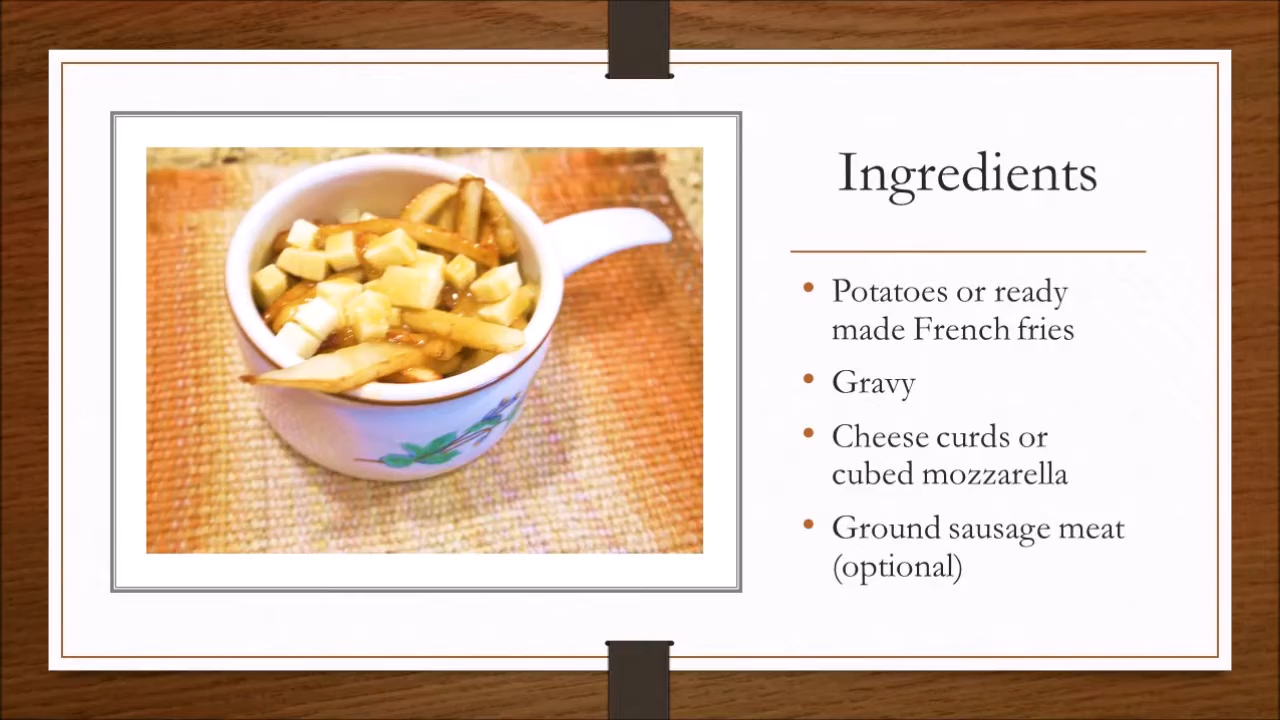 Ingredients
• Potatoes or ready
made French fries
• Gravy
• Cheese curds or
cubed mozzarella
• Ground sausage meat
(optional)